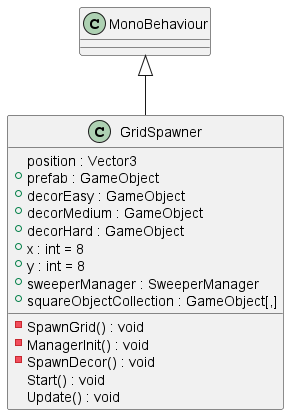 C MonoBehaviour
C GridSpawner
position : Vector3
prefab : GameObject
decorEasy : GameObject
decorMedium : GameObject
decorHard : GameObject
x : int = 8
y : int = 8
sweeperManager : SweeperManager
squareObjectCollection : GameObject[,]
SpawnGrid() : void
ManagerInit() : void
SpawnDecor() : void
Start() : void
Update() : void